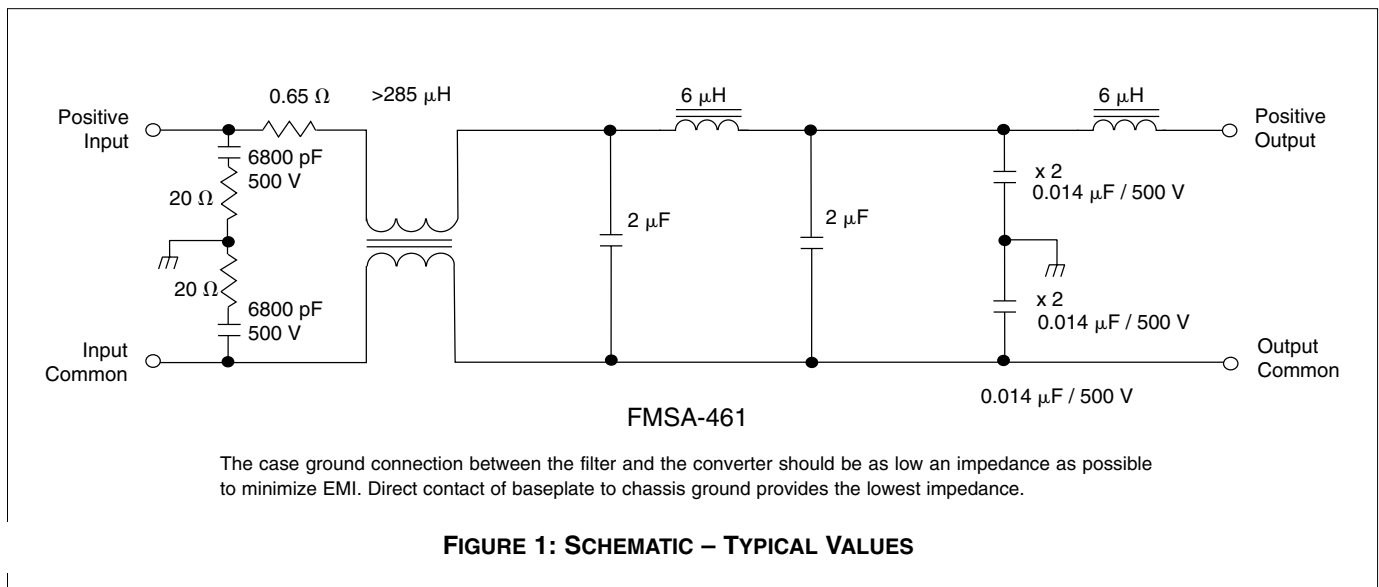 0.65 Ω
>285 μH
6 μH
6 μH
Positive
Input
Positive
Output
6800 pF
500 V
20 Ω
x 2
0.014 μF / 500 V
2 μF
2 μF
20 Ω
6800 pF
500 V
x 2
0.014 μF / 500 V
Input
Common
Output
Common
0.014 μF / 500 V
FMSA-461
The case ground connection between the filter and the converter should be as low an impedance as possible
to minimize EMI. Direct contact of baseplate to chassis ground provides the lowest impedance.
FIGURE 1: SCHEMATIC – TYPICAL VALUES